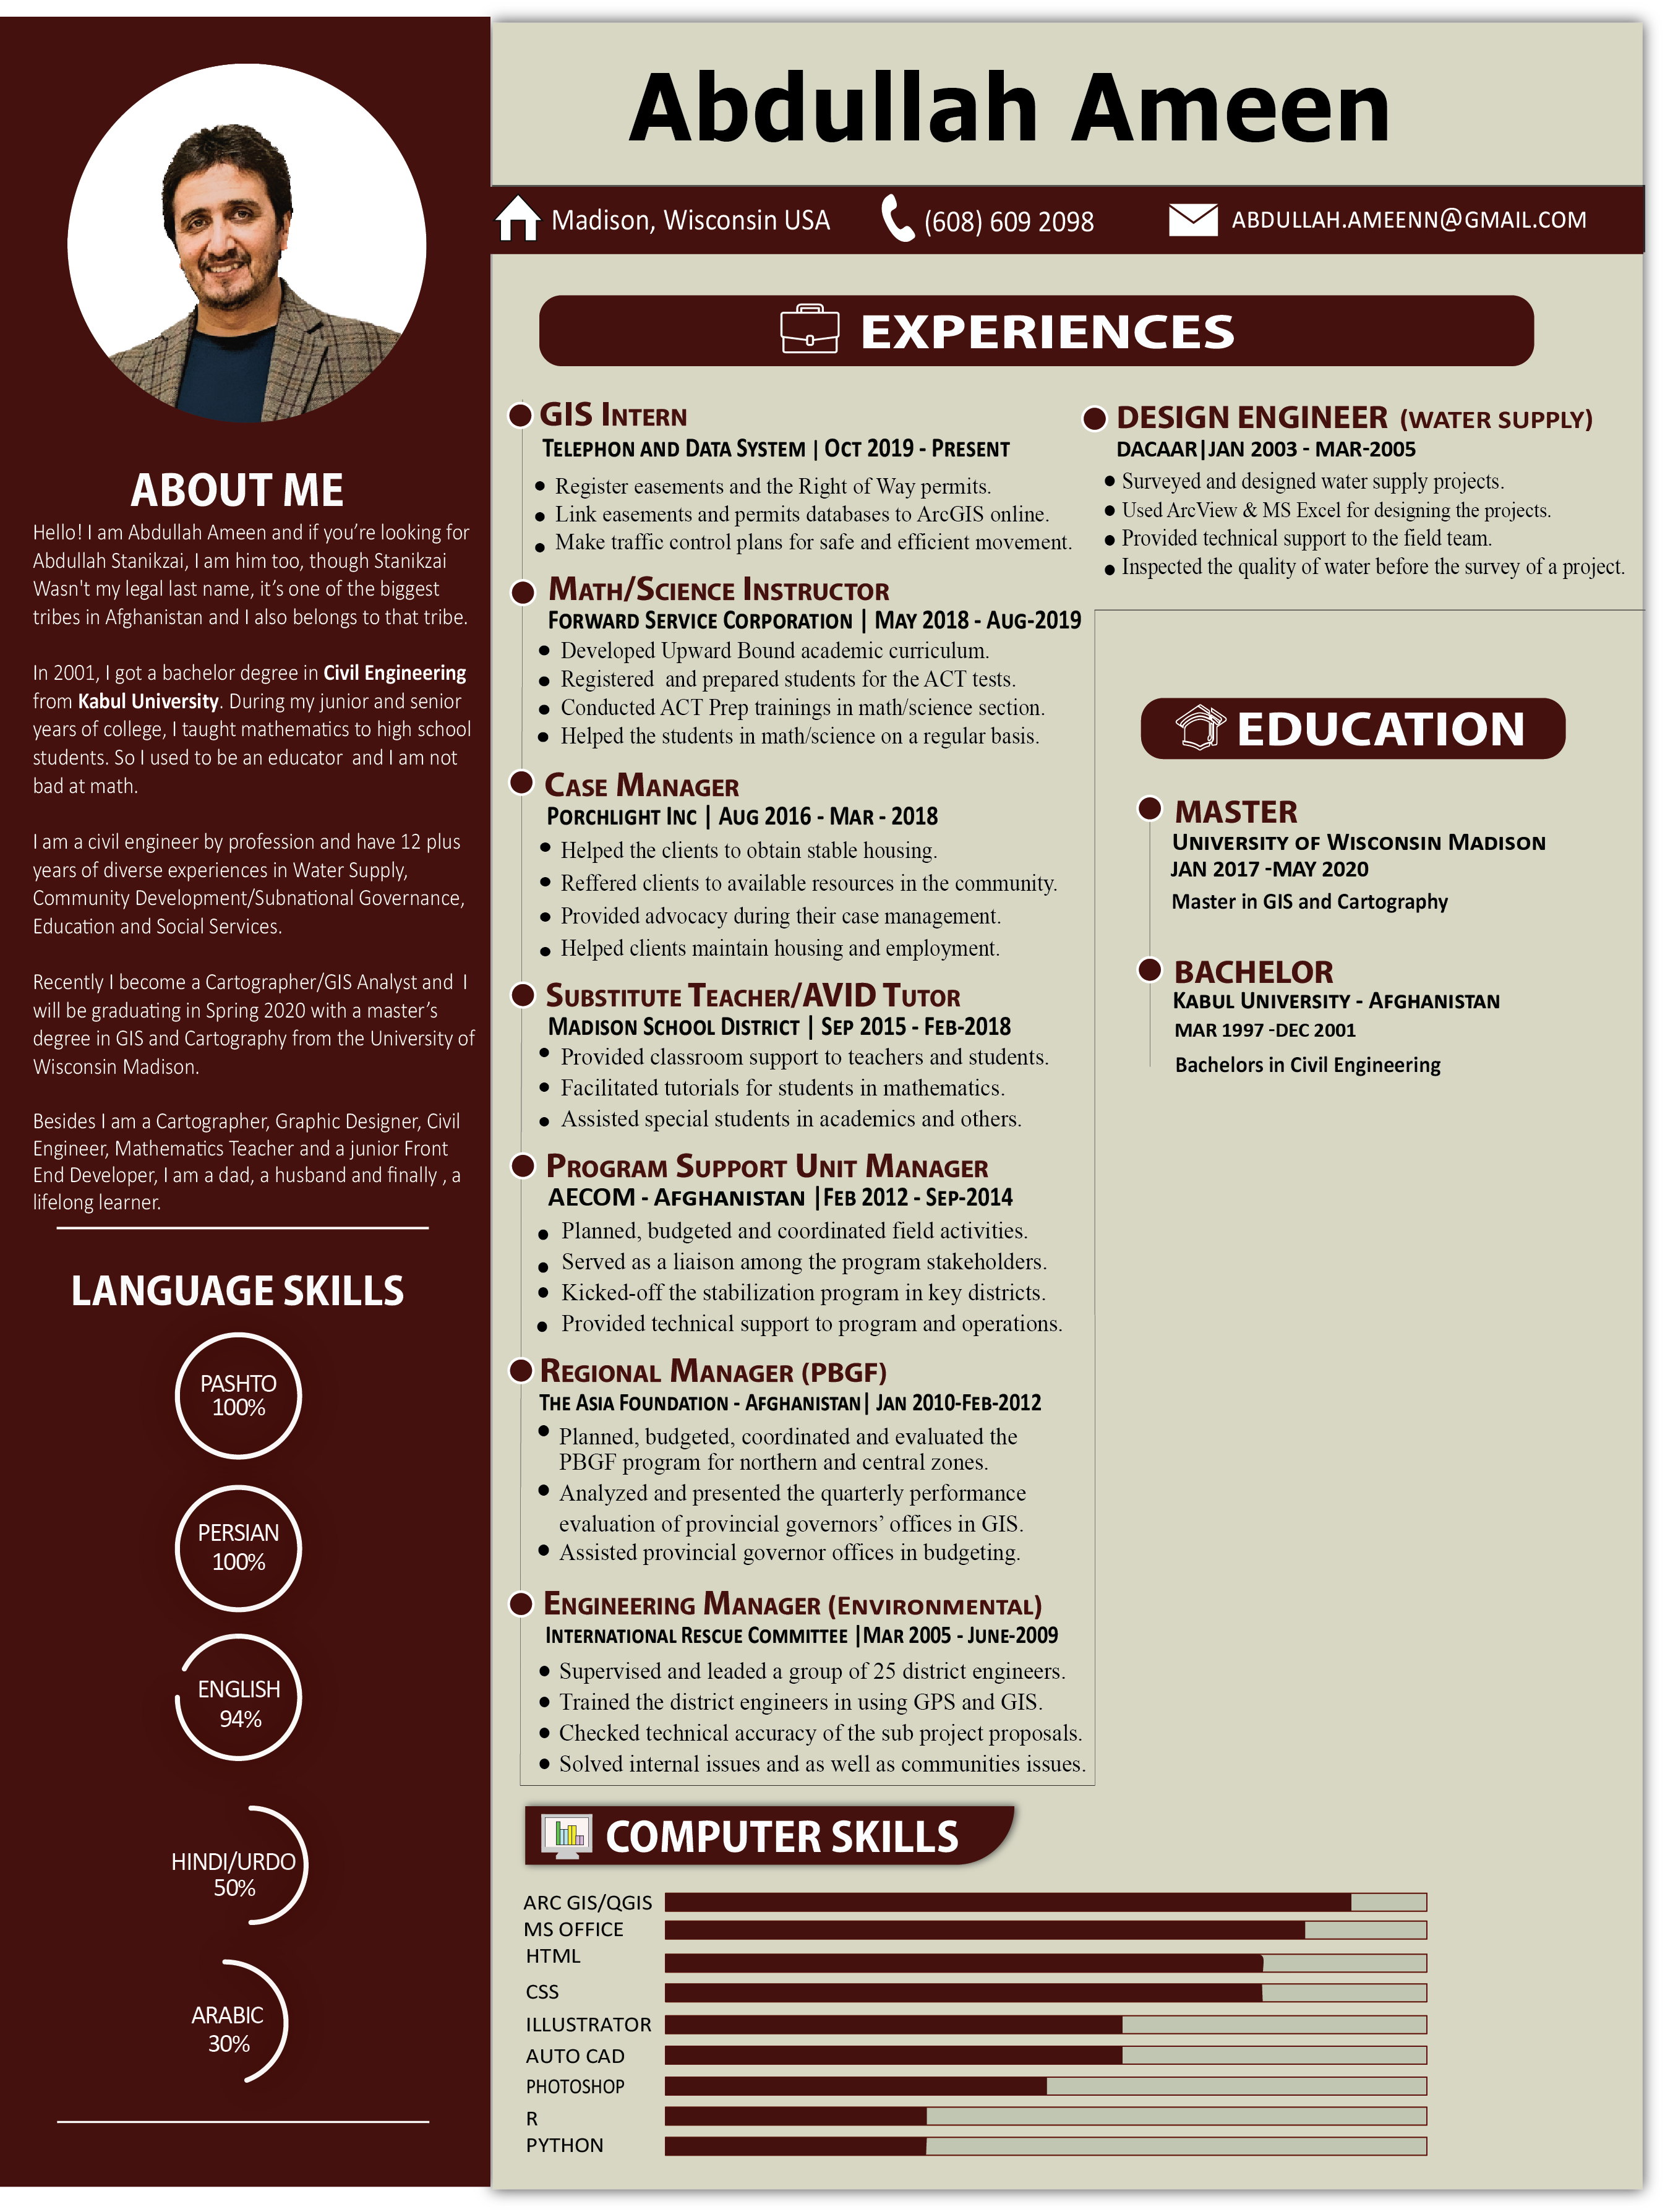 Abdullah Ameen
Madison, Wisconsin USA
(608) 609 2098
ABDULLAH.AMEENN@GMAIL.COM
ABOUT ME
Hello! I am Abdullah Ameen and if you’re looking for
Abdullah Stanikzai, I am him too, though Stanikzai
Wasn't my legal last name, it’s one of the biggest
tribes in Afghanistan and I also belongs to that tribe.
In 2001, I got a bachelor degree in Civil Engineering
from Kabul University. During my junior and senior
years of college, I taught mathematics to high school
students. So I used to be an educator and I am not
bad at math.
I am a civil engineer by profession and have 12 plus
years of diverse experiences in Water Supply,
Community Development/Subnational Governance,
Education and Social Services.
Recently I become a Cartographer/GIS Analyst and I
will be graduating in Spring 2020 with a master’s
degree in GIS and Cartography from the University of
Wisconsin Madison.
Besides I am a Cartographer, Graphic Designer, Civil
Engineer, Mathematics Teacher and a junior Front
End Developer, I am a dad, a husband and finally , a
lifelong learner.
LANGUAGE SKILLS
PASHTO
100%
PERSIAN
100%
ENGLISH
94%
HINDI/URDO
50%
ARABIC
30%
EXPERIENCES
GIS Intern
Telephon and Data System | Oct 2019 - Present
• Register easements and the Right of Way permits.
• Link easements and permits databases to ArcGIS online.
• Make traffic control plans for safe and efficient movement.
Math/Science Instructor
Forward Service Corporation | May 2018 - Aug-2019
• Developed Upward Bound academic curriculum.
• Registered and prepared students for the ACT tests.
• Conducted ACT Prep trainings in math/science section.
• Helped the students in math/science on a regular basis.
Case Manager
Porchlight Inc | Aug 2016 - Mar - 2018
• Helped the clients to obtain stable housing.
• Reffered clients to available resources in the community.
• Provided advocacy during their case management.
• Helped clients maintain housing and employment.
Substitute Teacher/AVID Tutor
Madison School District | Sep 2015 - Feb-2018
• Provided classroom support to teachers and students.
• Facilitated tutorials for students in mathematics.
• Assisted special students in academics and others.
Program Support Unit Manager
AECOM - Afghanistan |Feb 2012 - Sep-2014
• Planned, budgeted and coordinated field activities.
• Served as a liaison among the program stakeholders.
• Kicked-off the stabilization program in key districts.
• Provided technical support to program and operations.
Regional Manager (PBGF)
The Asia Foundation - Afghanistan| Jan 2010-Feb-2012
• Planned, budgeted, coordinated and evaluated the
PBGF program for northern and central zones.
• Analyzed and presented the quarterly performance
evaluation of provincial governors’ offices in GIS.
• Assisted provincial governor offices in budgeting.
Engineering Manager (Environmental)
International Rescue Committee |Mar 2005 - June-2009
• Supervised and leaded a group of 25 district engineers.
• Trained the district engineers in using GPS and GIS.
• Checked technical accuracy of the sub project proposals.
• Solved internal issues and as well as communities issues.
DESIGN ENGINEER (WATER SUPPLY)
DACAAR|JAN 2003 - MAR-2005
• Surveyed and designed water supply projects.
• Used ArcView & MS Excel for designing the projects.
• Provided technical support to the field team.
• Inspected the quality of water before the survey of a project.
EDUCATION
MASTER
University of Wisconsin Madison
JAN 2017 -MAY 2020
Master in GIS and Cartography
BACHELOR
Kabul University - Afghanistan
MAR 1997 -DEC 2001
Bachelors in Civil Engineering
COMPUTER SKILLS
ARC GIS/QGIS
MS OFFICE
HTML
CSS
ILLUSTRATOR
AUTO CAD
PHOTOSHOP
R
PYTHON